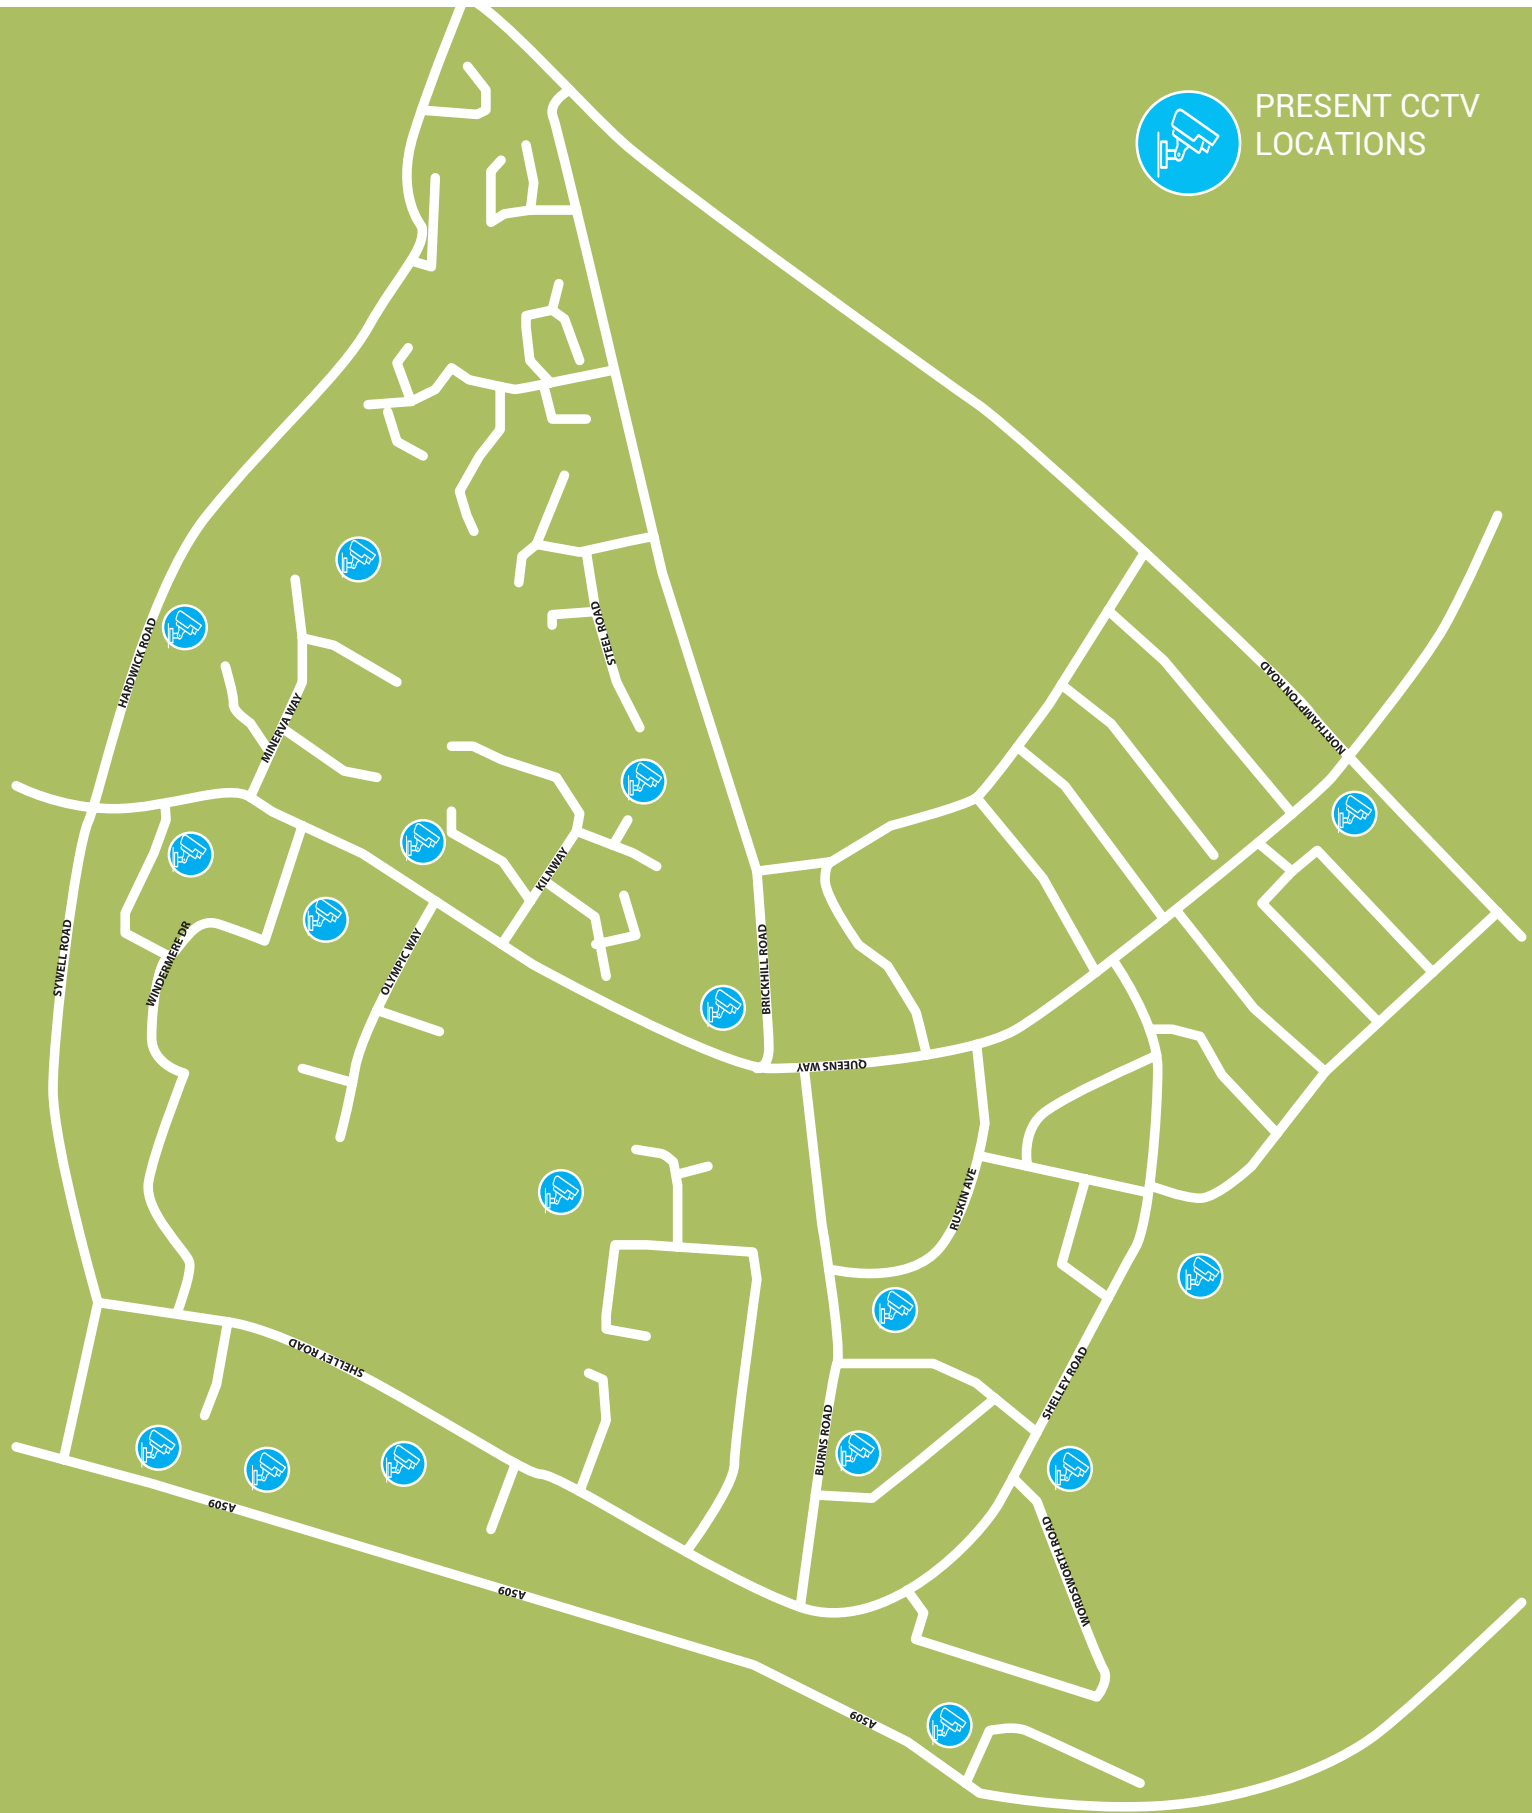 PRESENT CCTV
LOCATIONS
STEEL ROAD
HARDWICK ROAD
NORTHAMPTON ROAD
MINERVA WAY
KILNWAY
SYWELL ROAD
WINDERMERE DR
OLYMPIC WAY
BRICKHILL ROAD
QUEENS WAY
RUSKIN AVE
SHELLEY ROAD
SHELLEY ROAD
BURNS ROAD
A509
WORDSWORTH ROAD
A509
A509